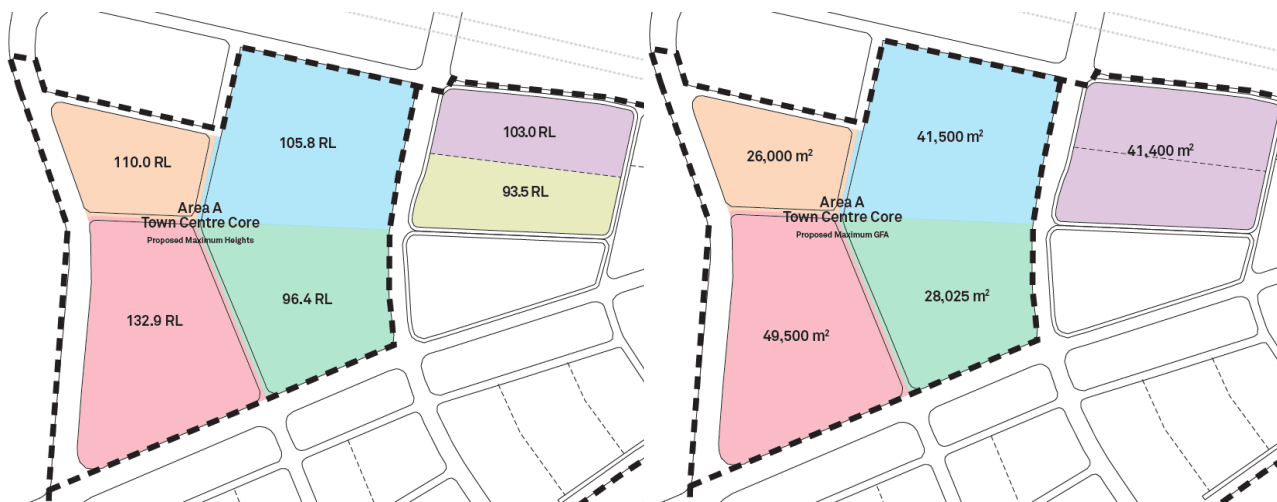 105.8 RL
103.0 RL
110.0 RL
93.5 RL
Area A
Town Centre Core
Proposed Maximum Heights
96.4 RL
132.9 RL
41,500 m²
41,400 m²
26,000 m²
Area A
Town Centre Core
Proposed Maximum GFA
28,025 m²
49,500 m²